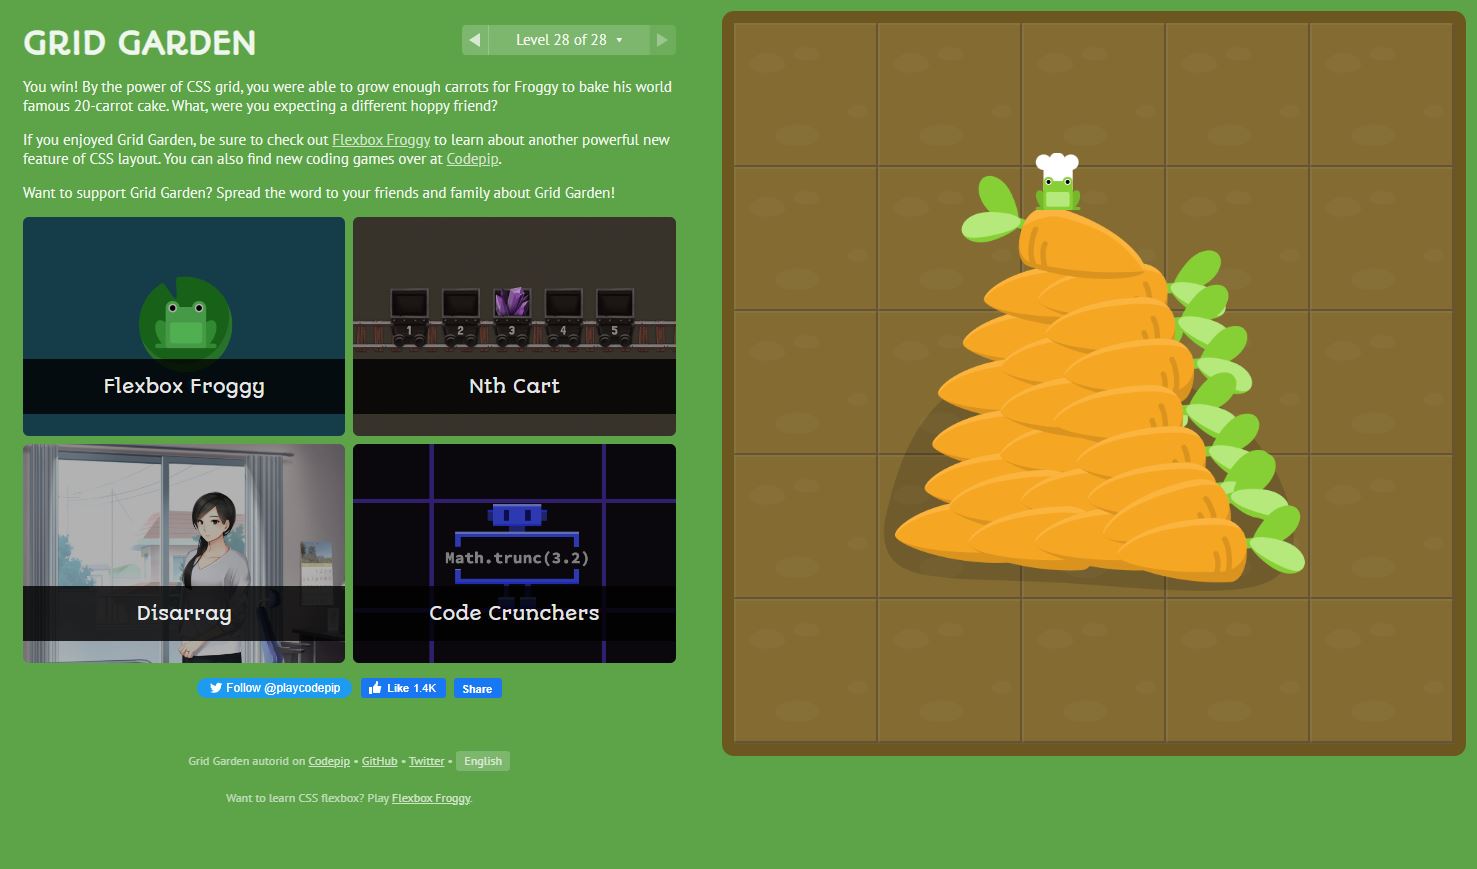 GRID GARDEN
Level 28 of 28
You win! By the power of CSS grid, you were able to grow enough carrots for Froggy to bake his world
famous 20-carrot cake. What, were you expecting a different hoppy friend?
If you enjoyed Grid Garden, be sure to check out Flexbox Froggy to learn about another powerful new
feature of CSS layout. You can also find new coding games over at Codepip.
Want to support Grid Garden? Spread the word to your friends and family about Grid Garden!
1 2 3 4 5
Flexbox Froggy
Nth Cart
Math.trunc(3.2)
Disarray
Code Crunchers
Follow @playcodepip
Like 1.4K
Share
Grid Garden autorid on Codepip • GitHub • Twitter • English
Want to learn CSS flexbox? Play Flexbox Froggy.